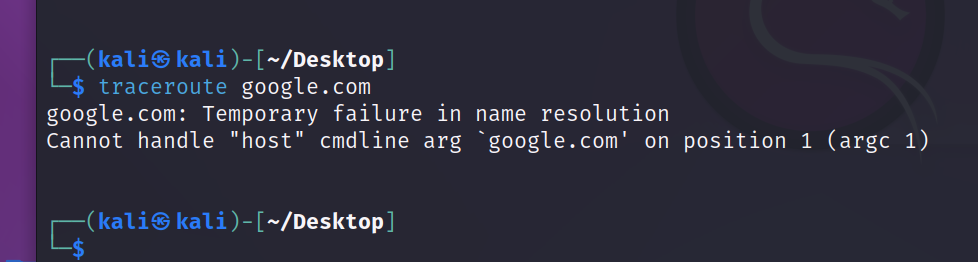 ┌──(kali㉿kali)-[~/Desktop]
└─$ traceroute google.com
google.com: Temporary failure in name resolution
Cannot handle "host" cmdline arg `google.com' on position 1 (argc 1)
┌──(kali㉿kali)-[~/Desktop]
└─$